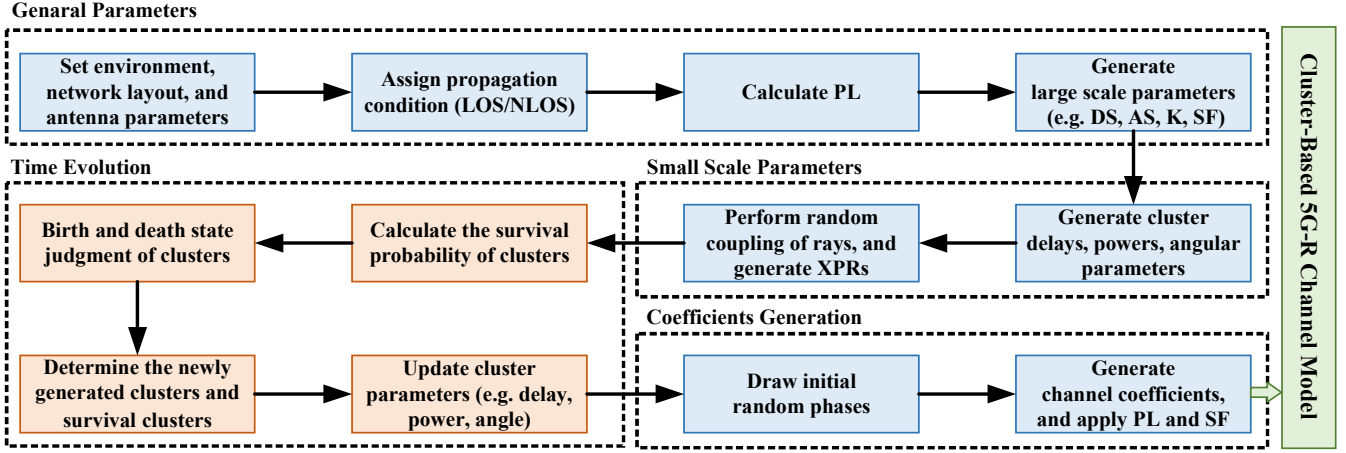 Genaral Parameters
Set environment,
network layout, and
antenna parameters
Assign propagation
condition (LOS/NLOS)
Calculate PL
Generate
large scale parameters
(e.g. DS, AS, K, SF)
Time Evolution
Birth and death state
judgment of clusters
Calculate the survival
probability of clusters
Determine the newly
generated clusters and
survival clusters
Update cluster
parameters (e.g. delay,
power, angle)
Small Scale Parameters
Perform random
coupling of rays, and
generate XPRs
Generate cluster
delays, powers, angular
parameters
Coefficients Generation
Draw initial
random phases
Generate
channel coefficients,
and apply PL and SF
Cluster-Based 5G-R Channel Model